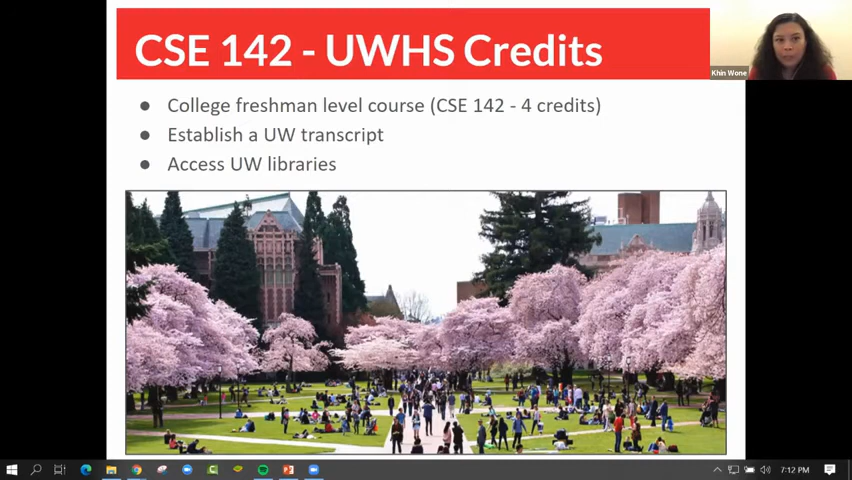 CSE 142 - UWHS Credits
Khin Wone
● College freshman level course (CSE 142 - 4 credits)
● Establish a UW transcript
● Access UW libraries
7:12 PM